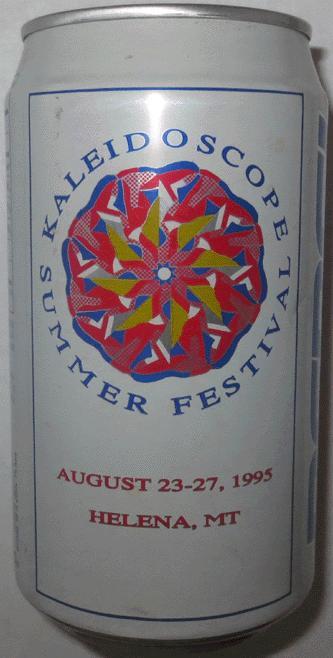 KALEIDOSCOPE
SUMMER FESTIVAL
AUGUST 23-27, 1995
HELENA, MT